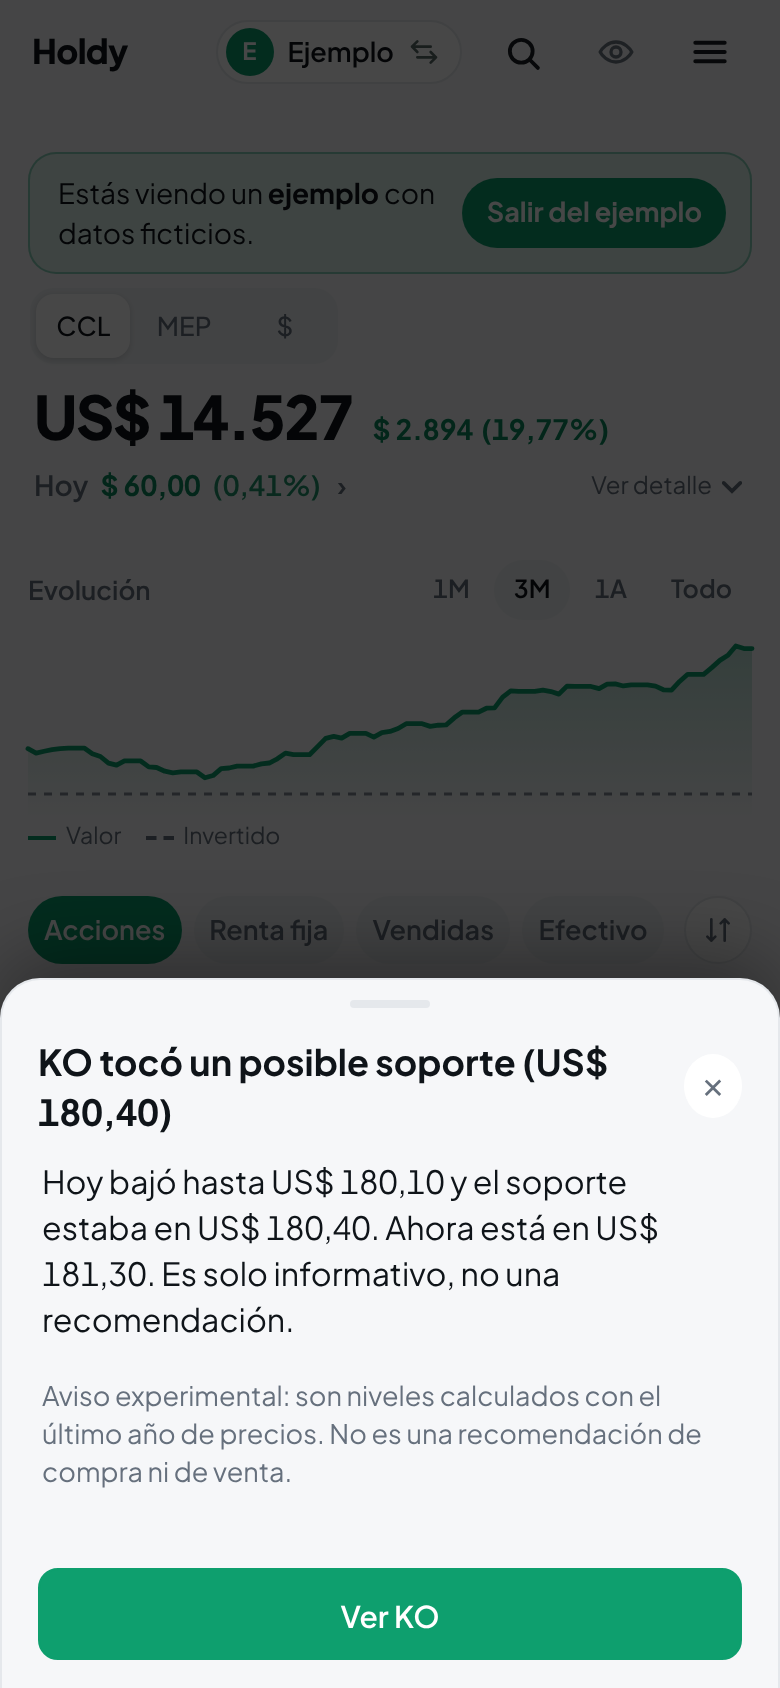 Holdy
E Ejemplo
Estás viendo un ejemplo con
datos ficticios.
Salir del ejemplo
CCL MEP $
US$ 14.527 $ 2.894 (19,77%)
Hoy $ 60,00 (0,41%) ›
Ver detalle
Evolución 1M 3M 1A Todo
Valor Invertido
Acciones Renta fija Vendidas Efectivo
KO tocó un posible soporte (US$
180,40)
Hoy bajó hasta US$ 180,10 y el soporte
estaba en US$ 180,40. Ahora está en US$
181,30. Es solo informativo, no una
recomendación.
Aviso experimental: son niveles calculados con el
último año de precios. No es una recomendación de
compra ni de venta.
Ver KO